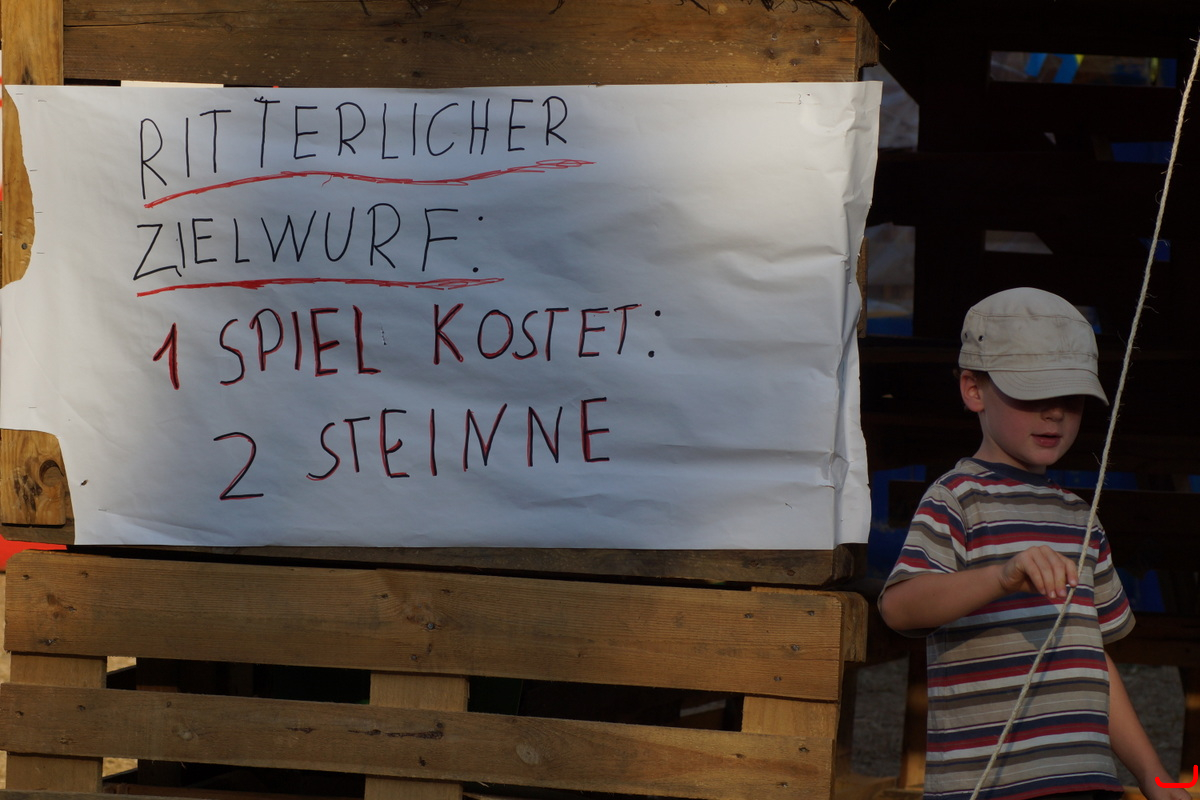 RITTERLICHER
ZIELWURF:
1 SPIEL KOSTET:
2 STEINNE